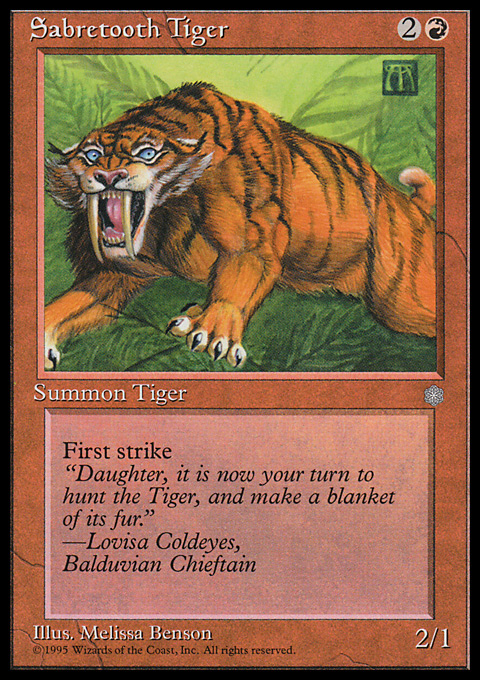 Sabretooth Tiger 2
Summon Tiger
First strike
“Daughter, it is now your turn to
hunt the Tiger, and make a blanket
of its fur.”
—Lovisa Coldeyes,
Balduvian Chieftain
Illus. Melissa Benson
2/1
©1995 Wizards of the Coast, Inc. All rights reserved.